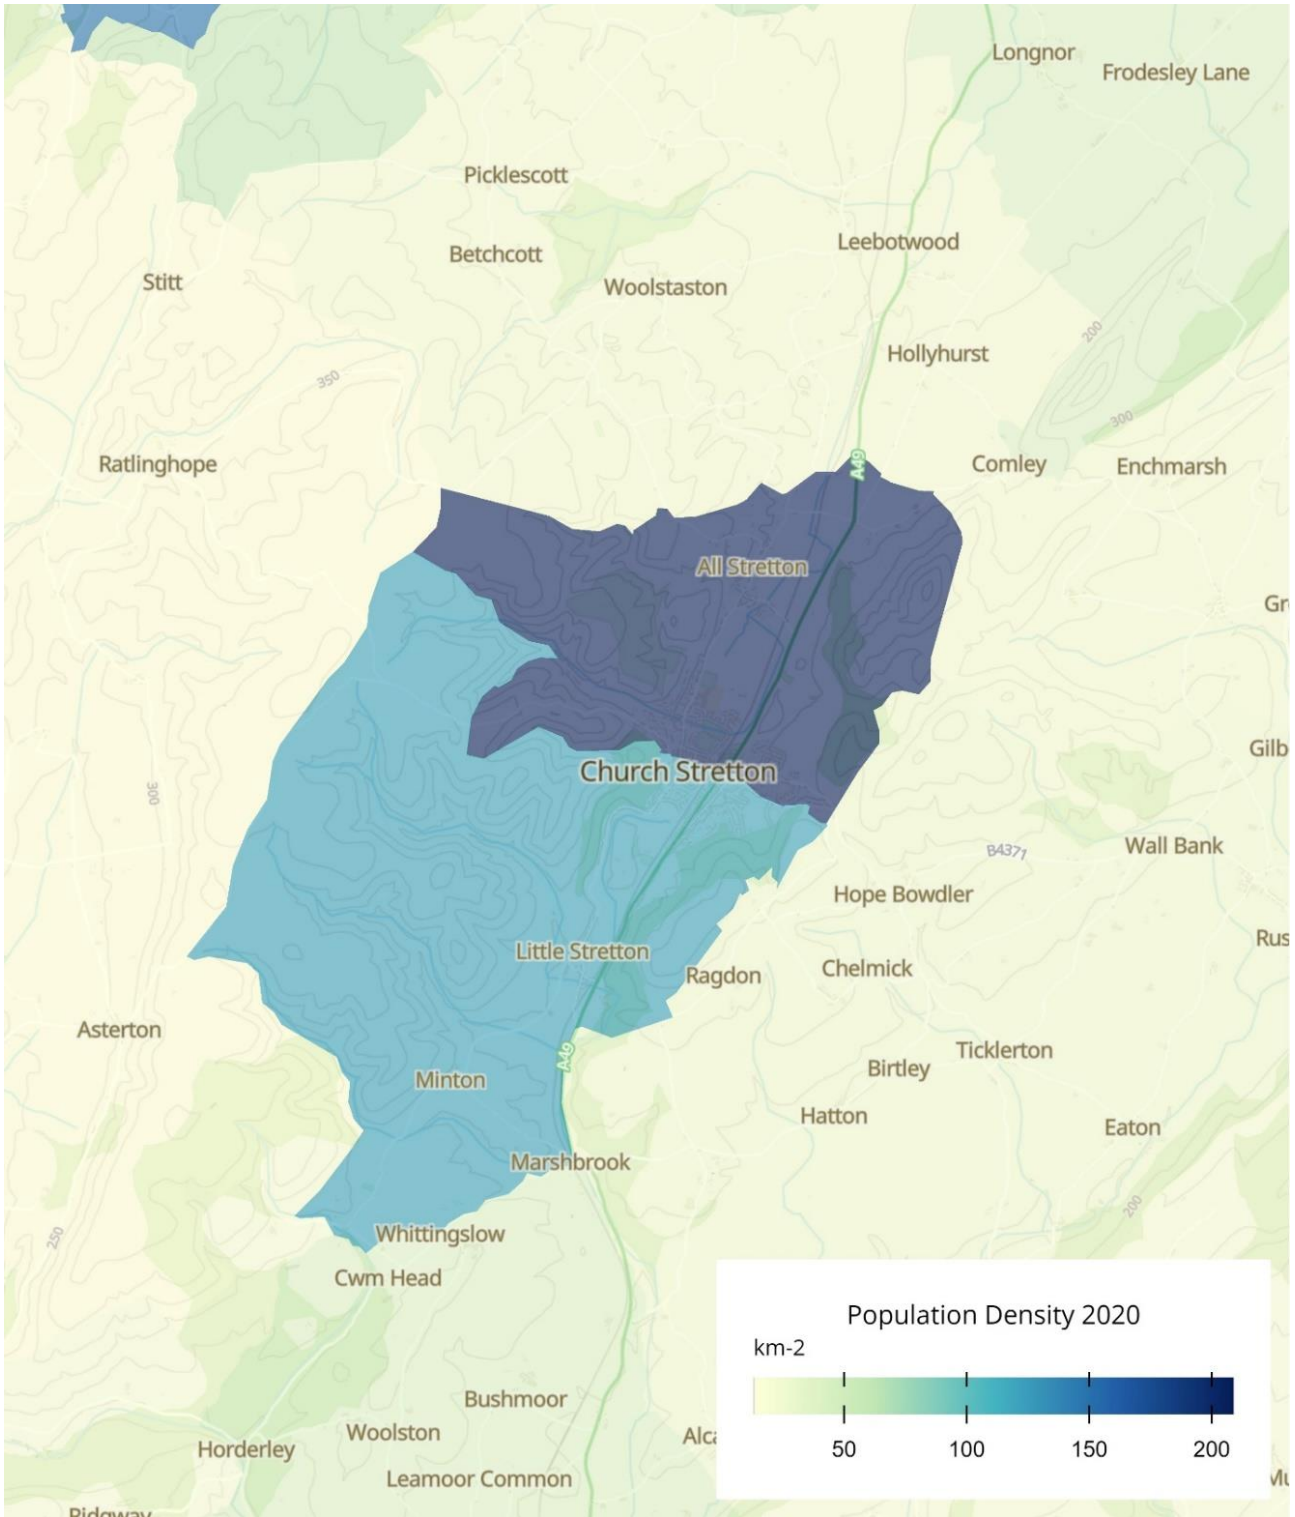 Longnor
Frodesley Lane
Picklescott
Leebotwood
Betchcott
Stitt
Woolstaston
200
Hollyhurst
350
300
Ratlinghope
A49
Comley
Enchmarsh
All Stretton
Gr
Gilb
Church Stretton
300
Wall Bank
B4371
Hope Bowdler
Rus
Little Stretton
Chelmick
Ragdon
Asterton
A49
Ticklerton
Birtley
Minton
Hatton
Eaton
Marshbrook
200
250
Whittingslow
Cwm Head
Population Density 2020
km-2
Bushmoor
Woolston
Alca
50 100 150 200
Horderley
Leamoor Common
Mu
Ridgway